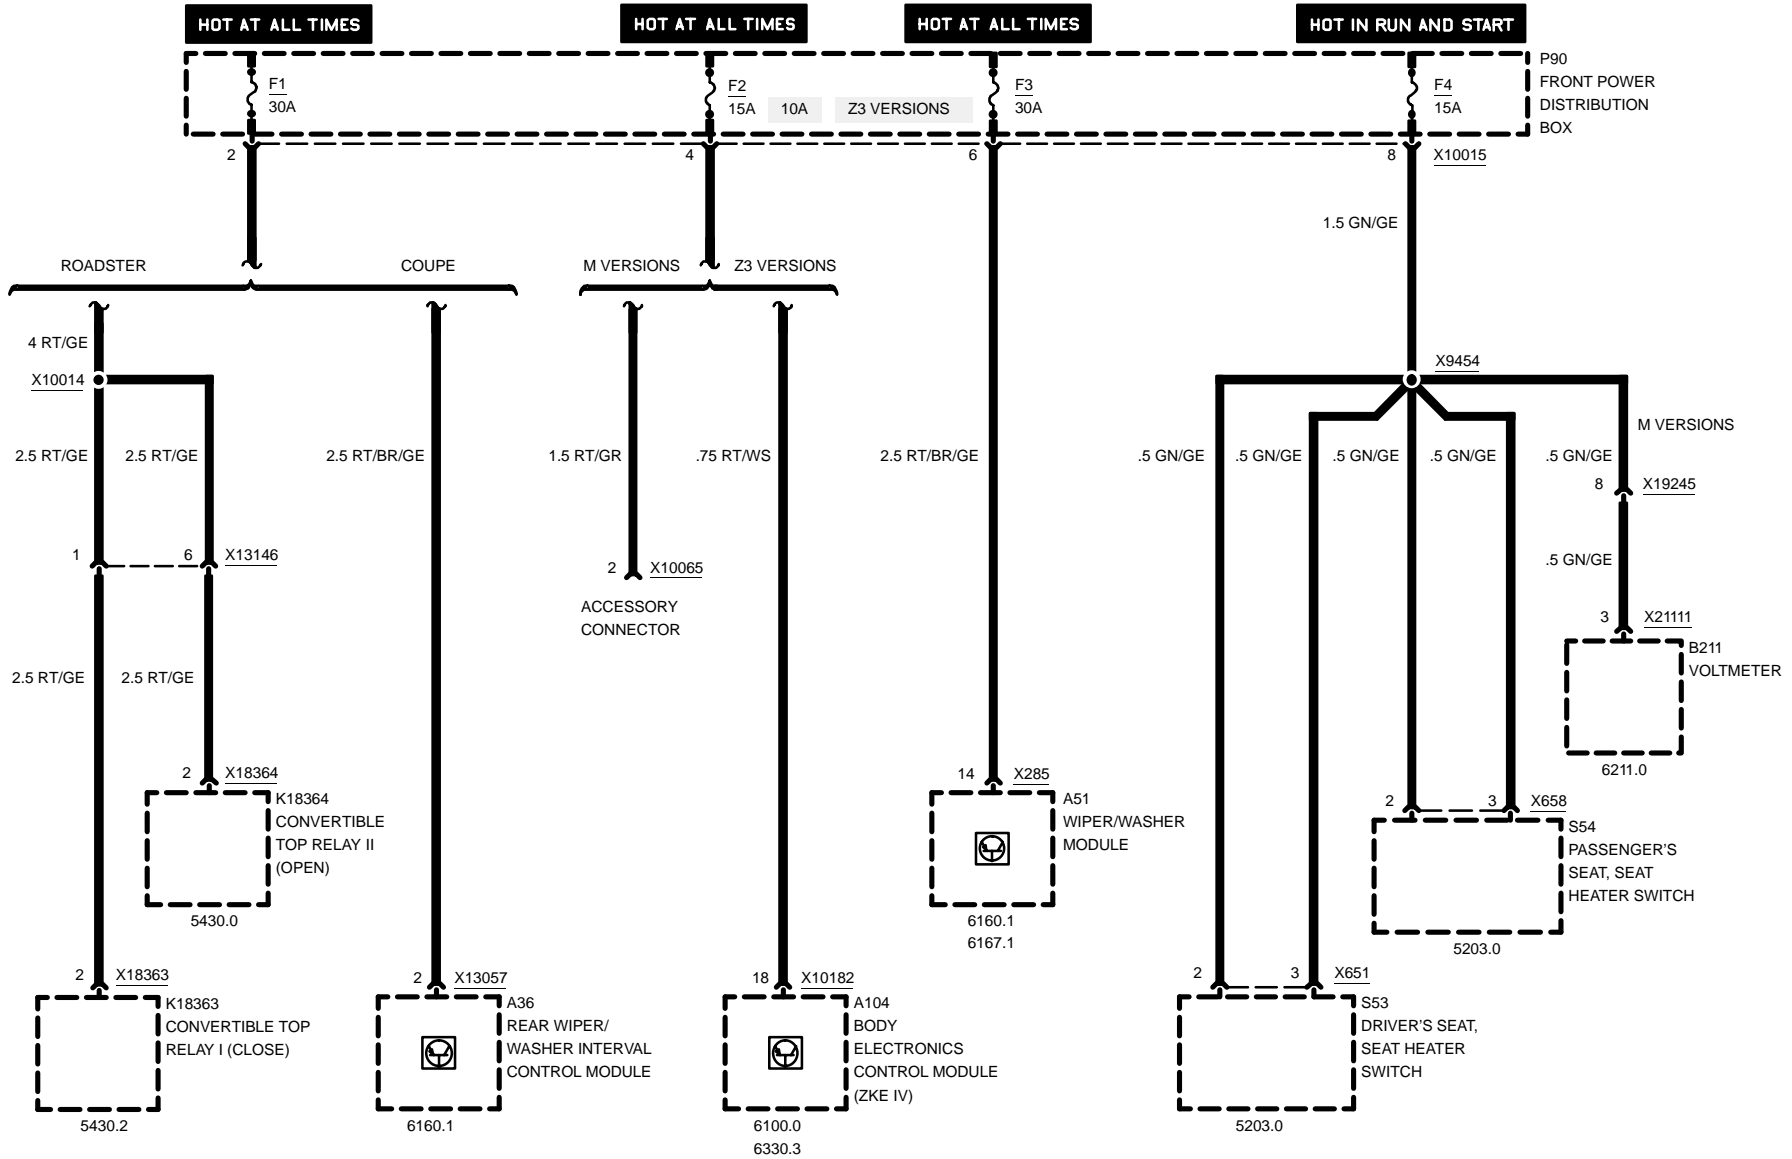 HOT AT ALL TIMES
HOT AT ALL TIMES
HOT AT ALL TIMES
HOT IN RUN AND START
F1
30A
F2
15A
10A
Z3 VERSIONS
F3
30A
F4
15A
P90
FRONT POWER
DISTRIBUTION
BOX
2
4
6
8
X10015
1.5 GN/GE
ROADSTER
COUPE
M VERSIONS
Z3 VERSIONS
4 RT/GE
X10014
X9454
M VERSIONS
2.5 RT/GE
2.5 RT/GE
2.5 RT/BR/GE
1.5 RT/GR
.75 RT/WS
2.5 RT/BR/GE
.5 GN/GE
.5 GN/GE
.5 GN/GE
.5 GN/GE
.5 GN/GE
8
X19245
1
6
X13146
2
X10065
ACCESSORY
CONNECTOR
.5 GN/GE
3
X21111
B211
VOLTMETER
6211.0
2.5 RT/GE
2.5 RT/GE
2
X18364
K18364
CONVERTIBLE
TOP RELAY II
(OPEN)
5430.0
14
X285
A51
WIPER/WASHER
MODULE
6160.1
6167.1
2
3
X658
S54
PASSENGER'S
SEAT, SEAT
HEATER SWITCH
5203.0
2
X18363
K18363
CONVERTIBLE TOP
RELAY I (CLOSE)
5430.2
2
X13057
A36
REAR WIPER/
WASHER INTERVAL
CONTROL MODULE
6160.1
18
X10182
A104
BODY
ELECTRONICS
CONTROL MODULE
(ZKE IV)
6100.0
6330.3
2
3
X651
S53
DRIVER'S SEAT,
SEAT HEATER
SWITCH
5203.0